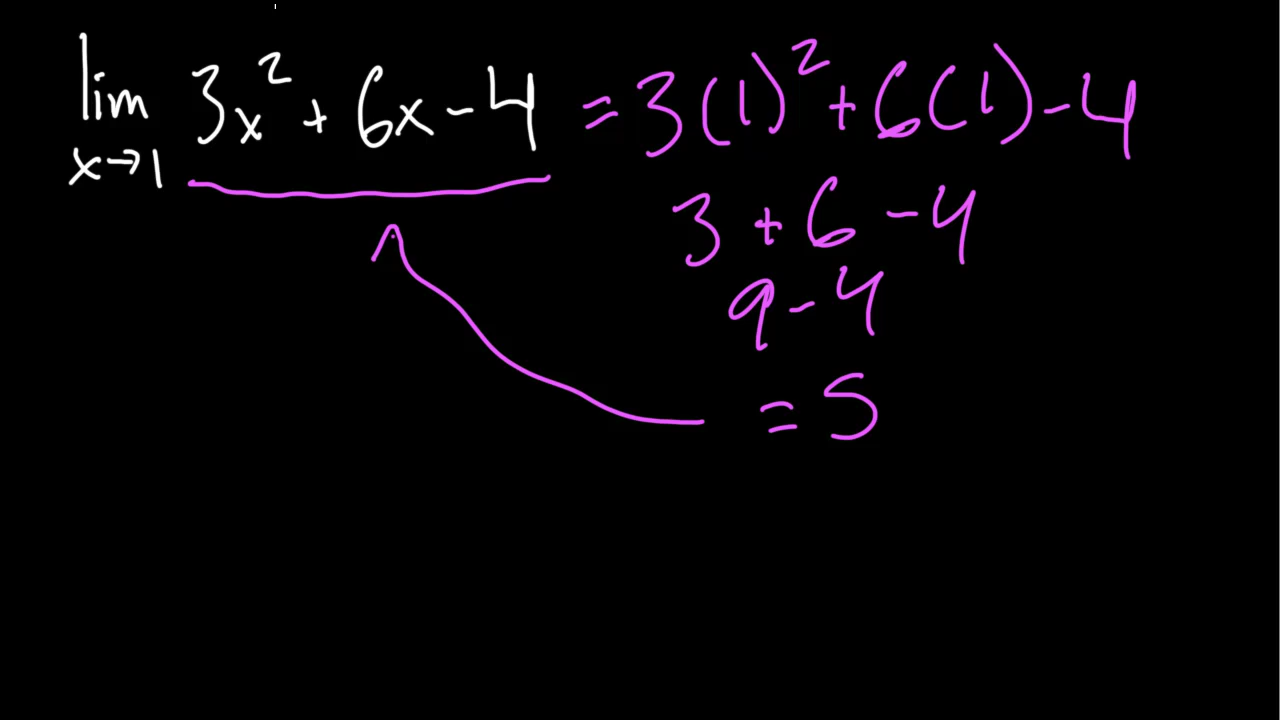 lim x→1 3x² + 6x - 4 = 3(1)² + 6(1) - 4
3 + 6 - 4
9 - 4
= 5